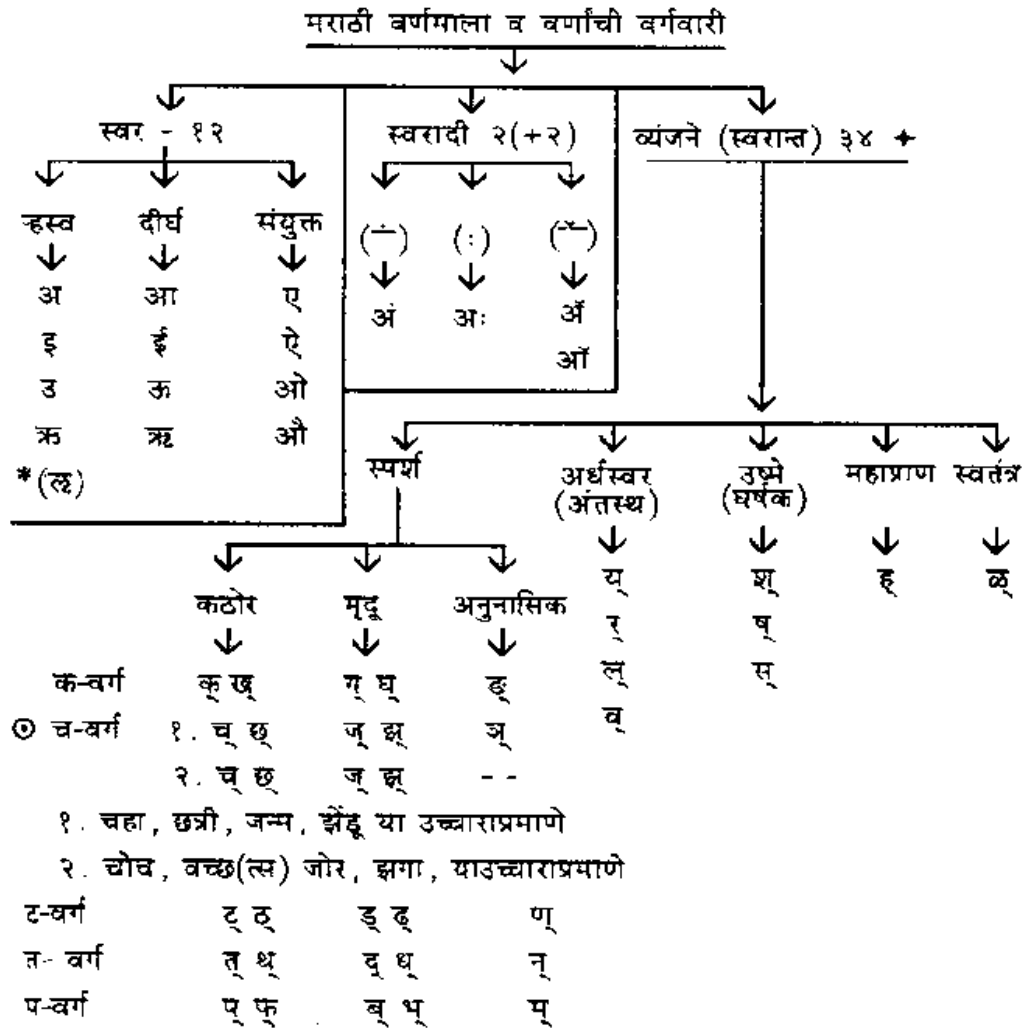 मराठी वर्णमाला व वर्णांची वर्गवारी
स्वर - १२ स्वरादी २(+२) व्यंजने (स्वरान्त) ३४ +
ऱ्हस्व दीर्घ संयुक्त (ं) (:) (ॅ)
अ आ ए अं अः ॲ
इ ई ऐ ऑ
उ ऊ ओ
ऋ ॠ औ
*(ऌ)
स्पर्श अर्धस्वर उष्मे महाप्राण स्वतंत्र
(अंतस्थ) (घर्षक)
कठोर मृदू अनुनासिक य् श् ह् ळ्
र् ष्
क-वर्ग क् ख् ग् घ् ङ् ल् स्
⊙ च-वर्ग १. च् छ् ज् झ् ञ् व्
२. च् छ् ज् झ् --
१. चहा, छत्री, जन्म, झेंडू या उच्चाराप्रमाणे
२. चोच, वच्छ(त्स) जोर, झगा, याउच्चाराप्रमाणे
ट-वर्ग ट् ठ् ड् ढ् ण्
त-वर्ग त् थ् द् ध् न्
प-वर्ग प् फ् ब् भ् म्